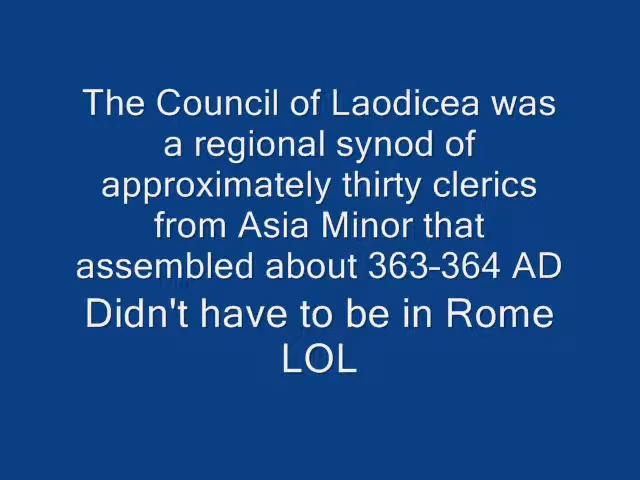 The Council of Laodicea was
a regional synod of
approximately thirty clerics
from Asia Minor that
assembled about 363–364 AD
Didn't have to be in Rome
LOL